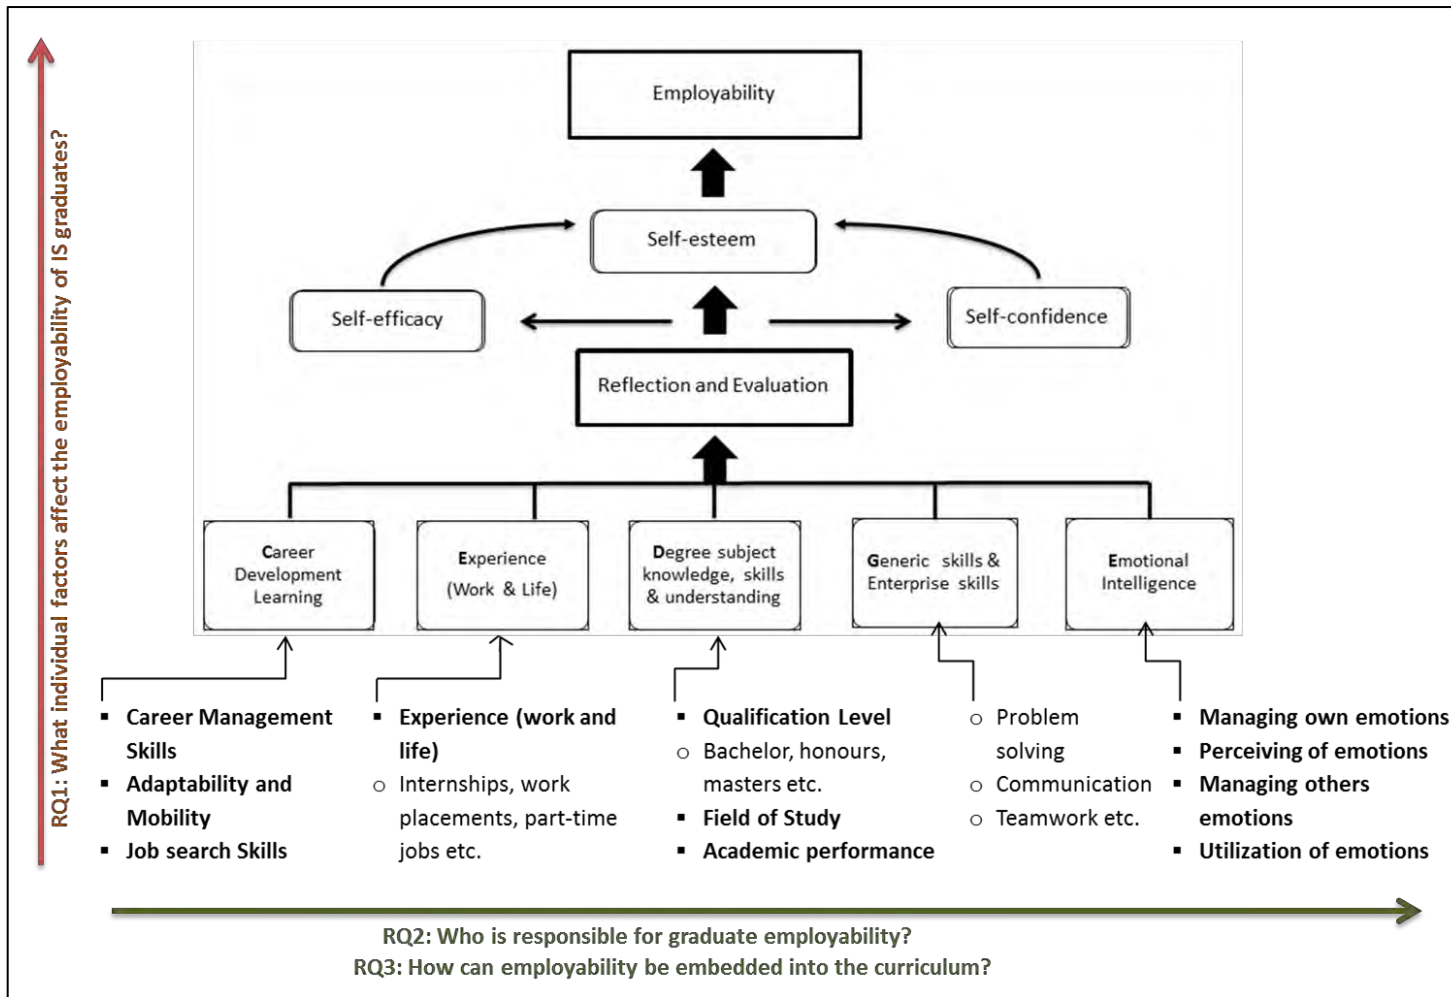 RQ1: What individual factors affect the employability of IS graduates?
Employability
Self-esteem
Self-efficacy
Self-confidence
Reflection and Evaluation
Career
Development
Learning
Experience
(Work & Life)
Degree subject
knowledge, skills
& understanding
Generic skills &
Enterprise skills
Emotional
Intelligence
▪ Career Management
Skills
▪ Adaptability and
Mobility
▪ Job search Skills
▪ Experience (work and
life)
o Internships, work
placements, part-time
jobs etc.
▪ Qualification Level
o Bachelor, honours,
masters etc.
▪ Field of Study
▪ Academic performance
o Problem
solving
o Communication
o Teamwork etc.
▪ Managing own emotions
▪ Perceiving of emotions
▪ Managing others
emotions
▪ Utilization of emotions
RQ2: Who is responsible for graduate employability?
RQ3: How can employability be embedded into the curriculum?